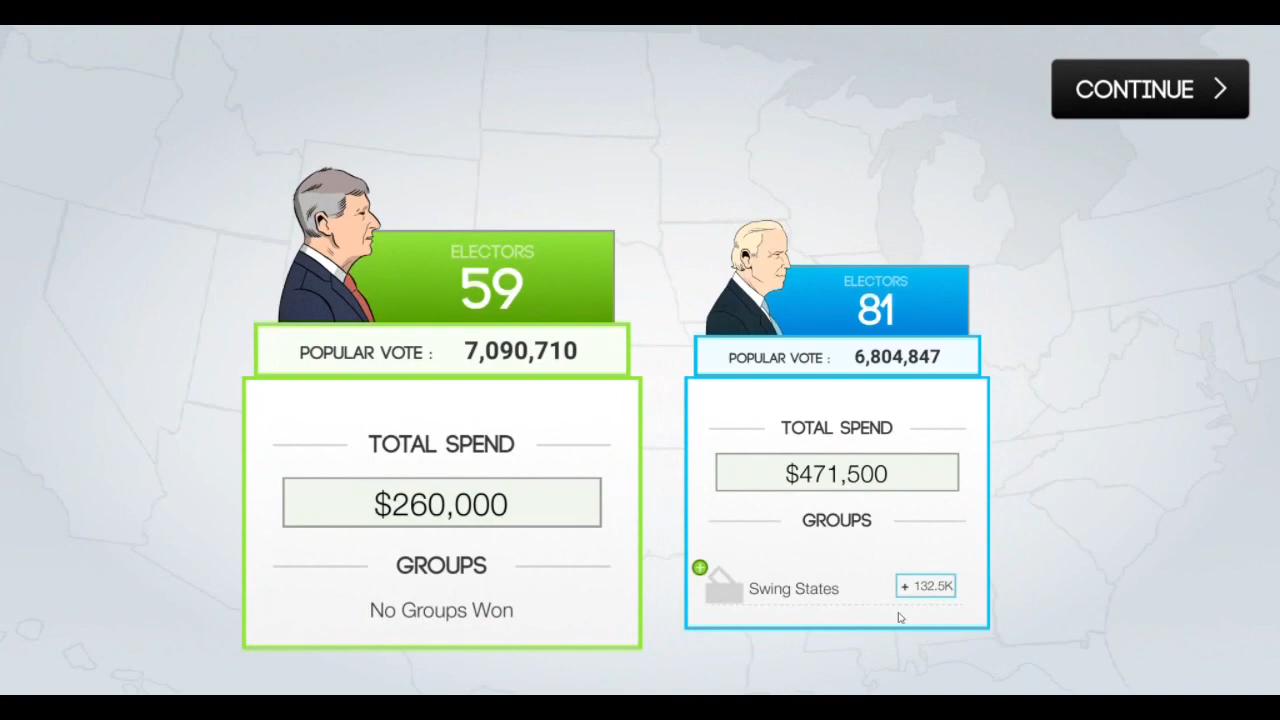 CONTINUE
ELECTORS
59
POPULAR VOTE : 7,090,710
TOTAL SPEND
$260,000
GROUPS
No Groups Won
ELECTORS
81
POPULAR VOTE : 6,804,847
TOTAL SPEND
$471,500
GROUPS
Swing States + 132.5K